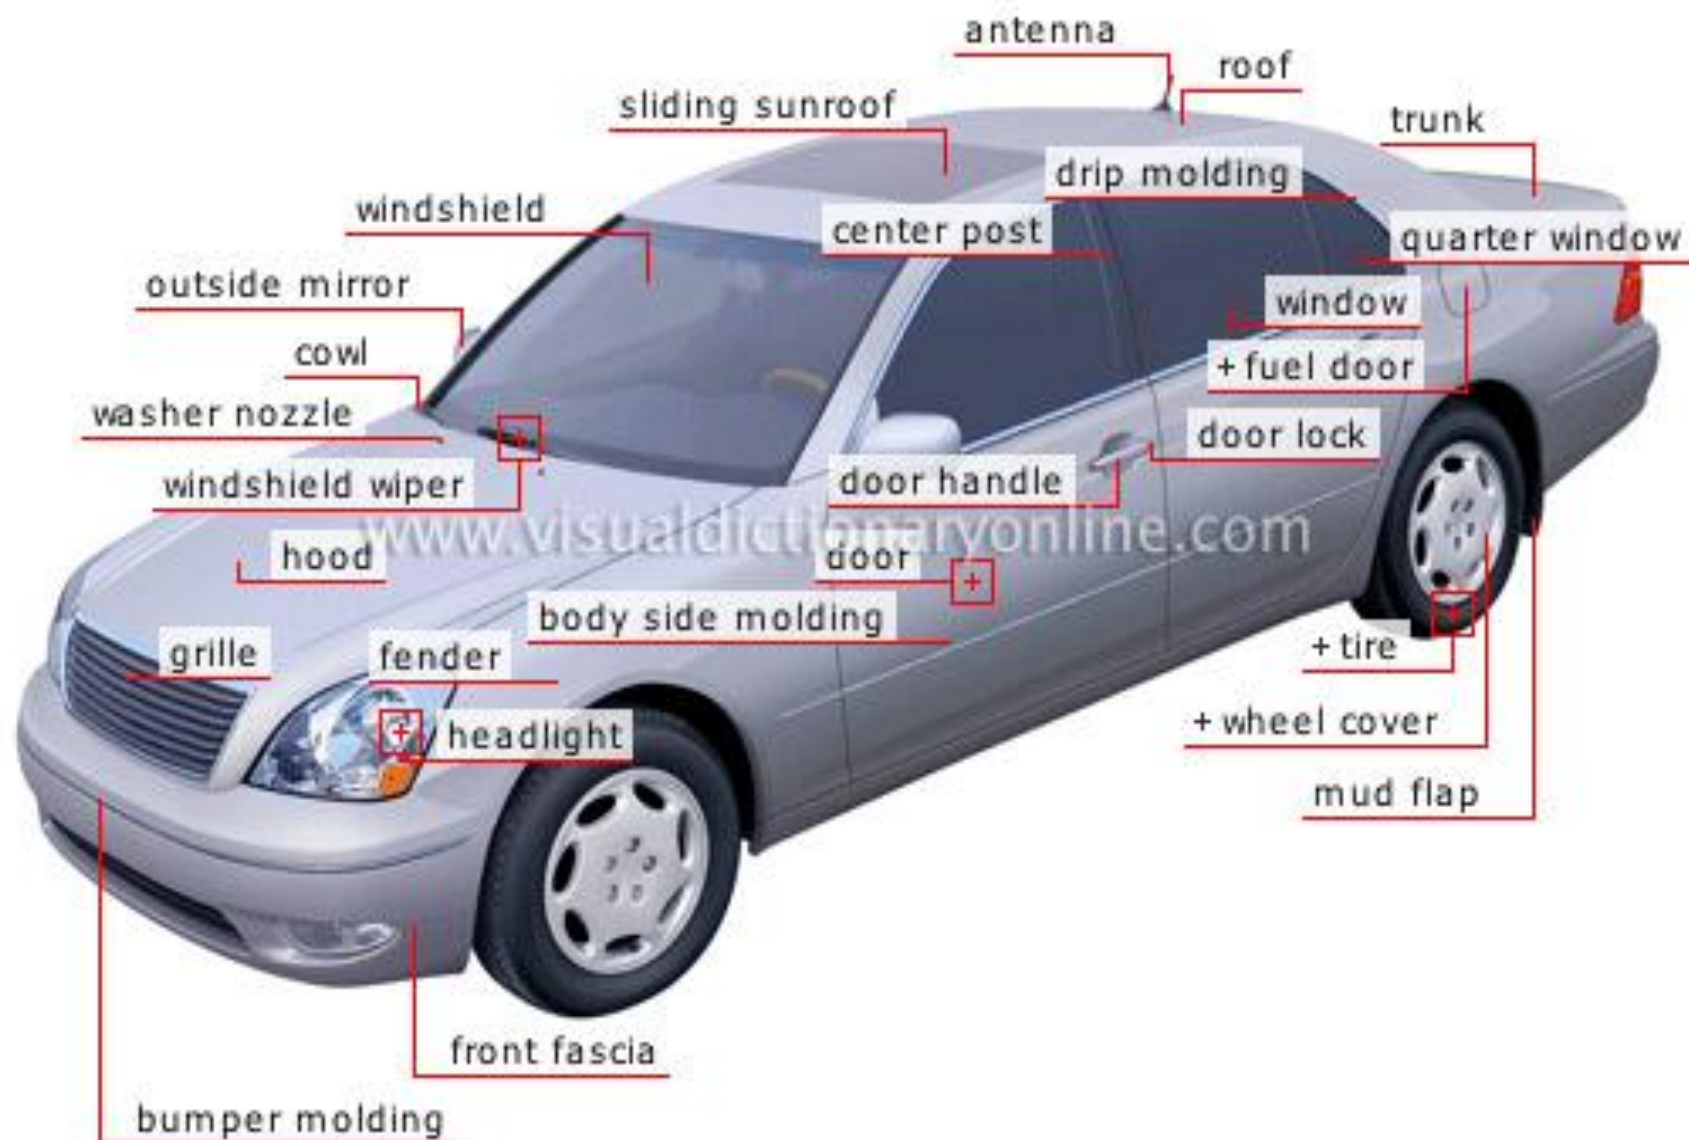 antenna
roof
sliding sunroof
trunk
drip molding
windshield
center post
quarter window
outside mirror
window
cowl
+ fuel door
washer nozzle
door lock
windshield wiper
door handle
www.visualdictionaryonline.com
hood
door
body side molding
grille
fender
+ tire
headlight
+ wheel cover
mud flap
front fascia
bumper molding